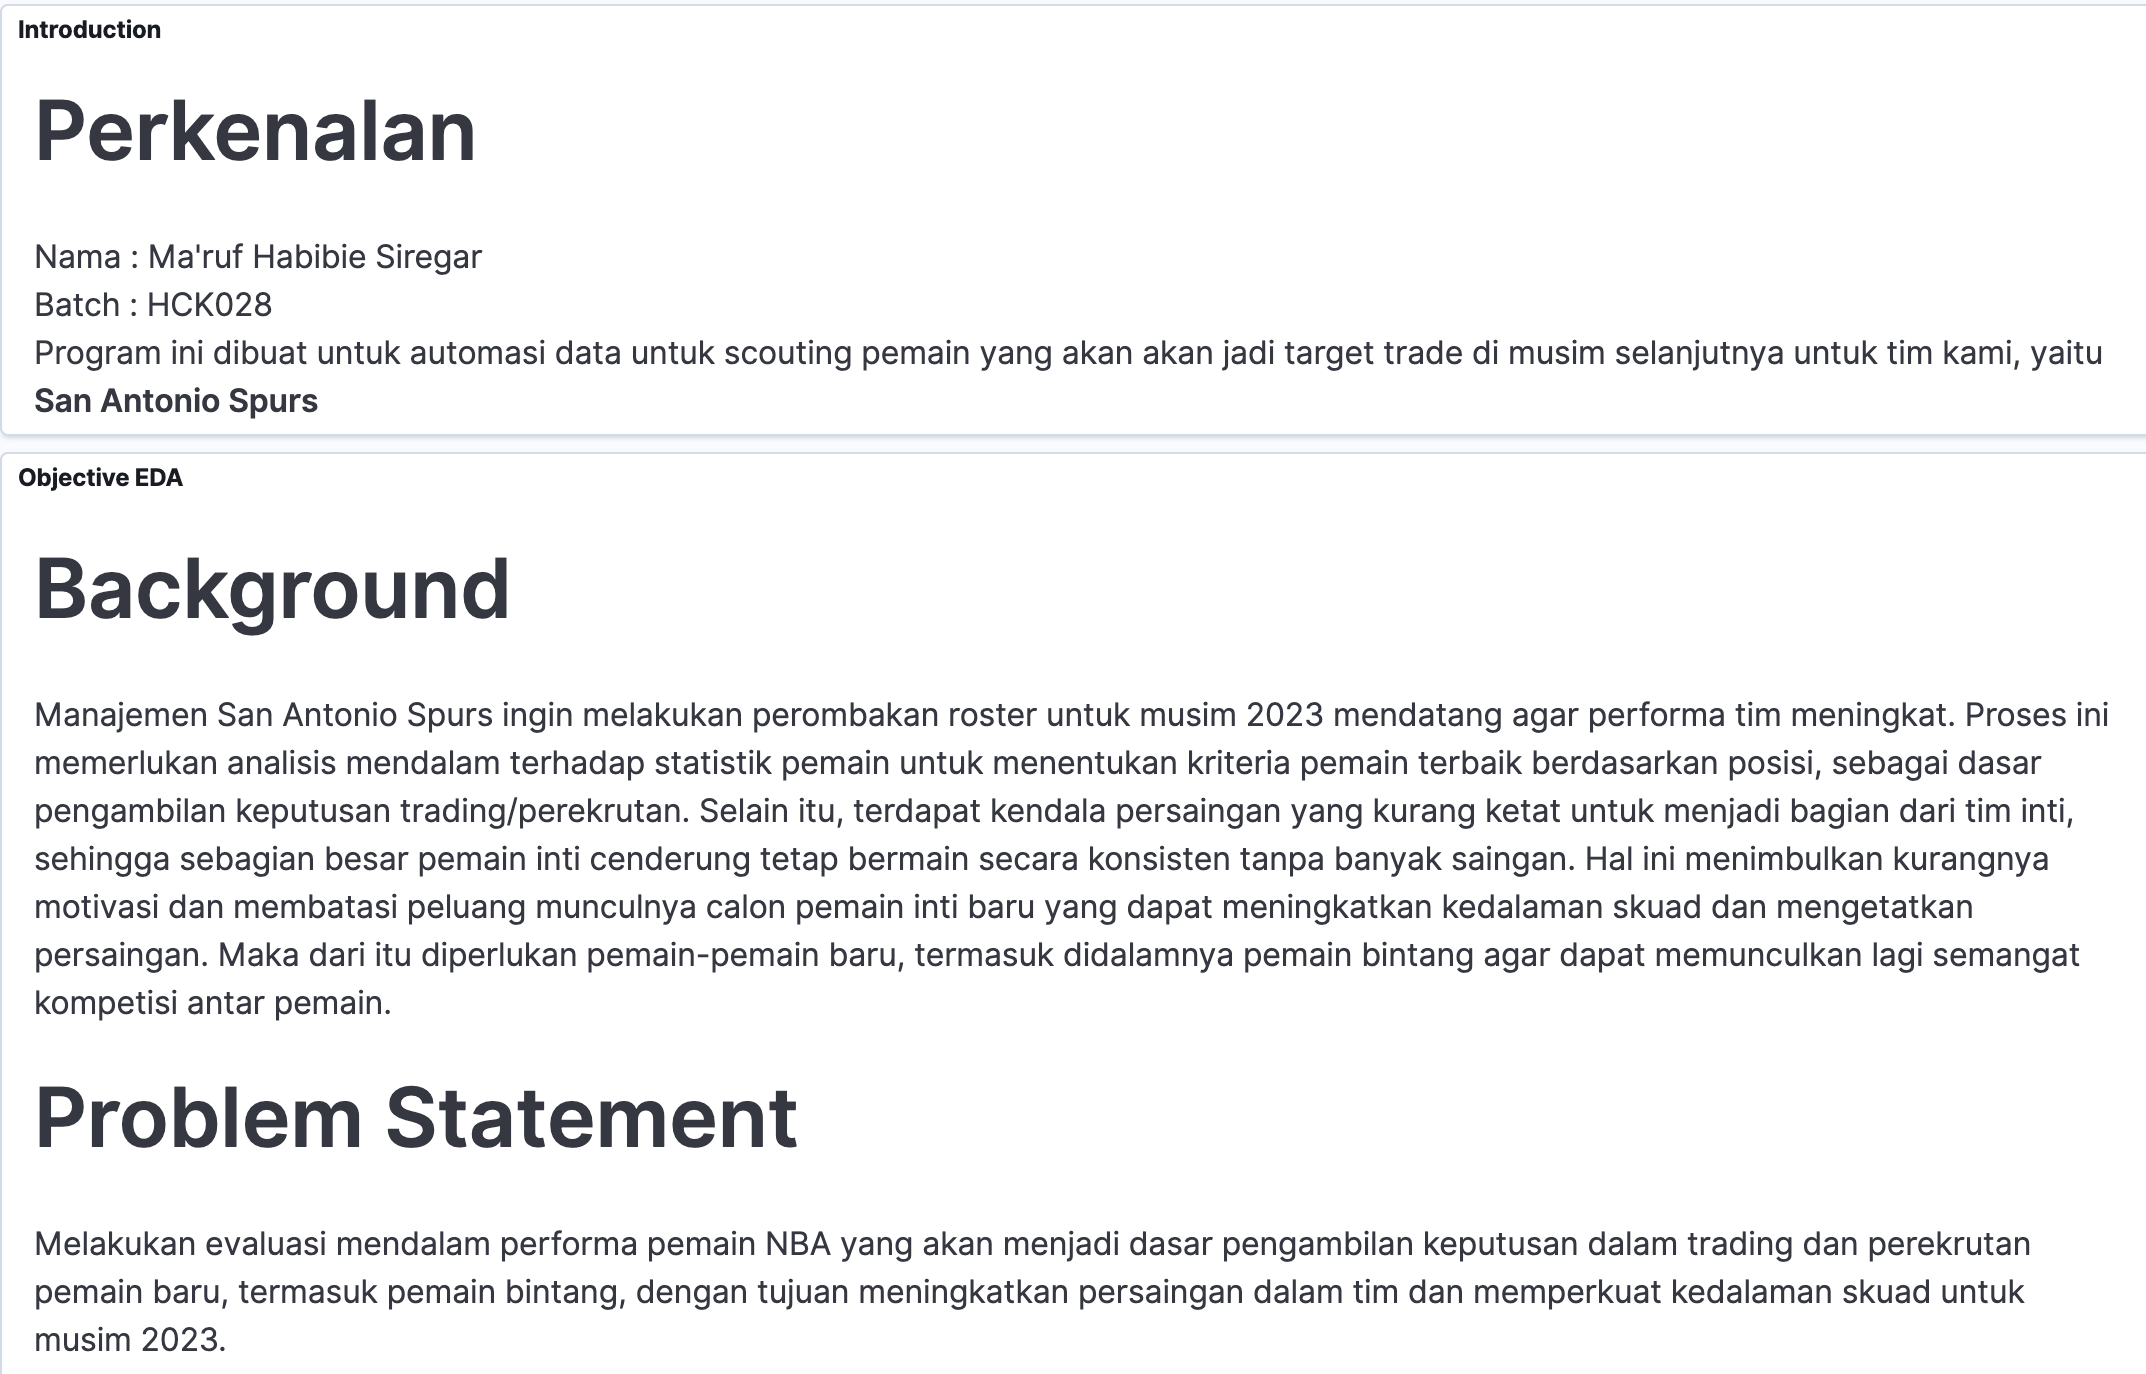 Introduction
Perkenalan
Nama : Ma'ruf Habibie Siregar
Batch : HCK028
Program ini dibuat untuk automasi data untuk scouting pemain yang akan akan jadi target trade di musim selanjutnya untuk tim kami, yaitu
San Antonio Spurs
Objective EDA
Background
Manajemen San Antonio Spurs ingin melakukan perombakan roster untuk musim 2023 mendatang agar performa tim meningkat. Proses ini
memerlukan analisis mendalam terhadap statistik pemain untuk menentukan kriteria pemain terbaik berdasarkan posisi, sebagai dasar
pengambilan keputusan trading/perekrutan. Selain itu, terdapat kendala persaingan yang kurang ketat untuk menjadi bagian dari tim inti,
sehingga sebagian besar pemain inti cenderung tetap bermain secara konsisten tanpa banyak saingan. Hal ini menimbulkan kurangnya
motivasi dan membatasi peluang munculnya calon pemain inti baru yang dapat meningkatkan kedalaman skuad dan mengetatkan
persaingan. Maka dari itu diperlukan pemain-pemain baru, termasuk didalamnya pemain bintang agar dapat memunculkan lagi semangat
kompetisi antar pemain.
Problem Statement
Melakukan evaluasi mendalam performa pemain NBA yang akan menjadi dasar pengambilan keputusan dalam trading dan perekrutan
pemain baru, termasuk pemain bintang, dengan tujuan meningkatkan persaingan dalam tim dan memperkuat kedalaman skuad untuk
musim 2023.